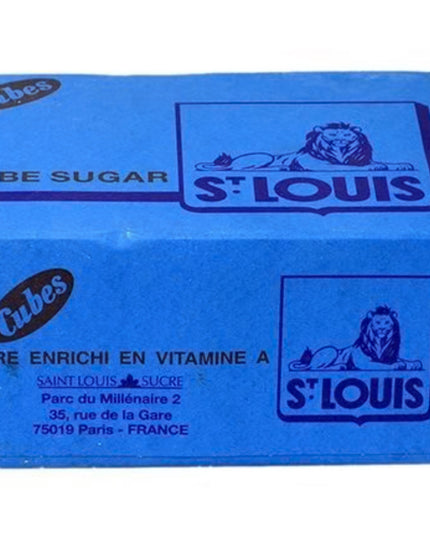 Cubes
BE SUGAR
ST LOUIS
Cubes
RE ENRICHI EN VITAMINE A
SAINT LOUIS SUCRE
Parc du Millénaire 2
35, rue de la Gare
75019 Paris - FRANCE
ST LOUIS